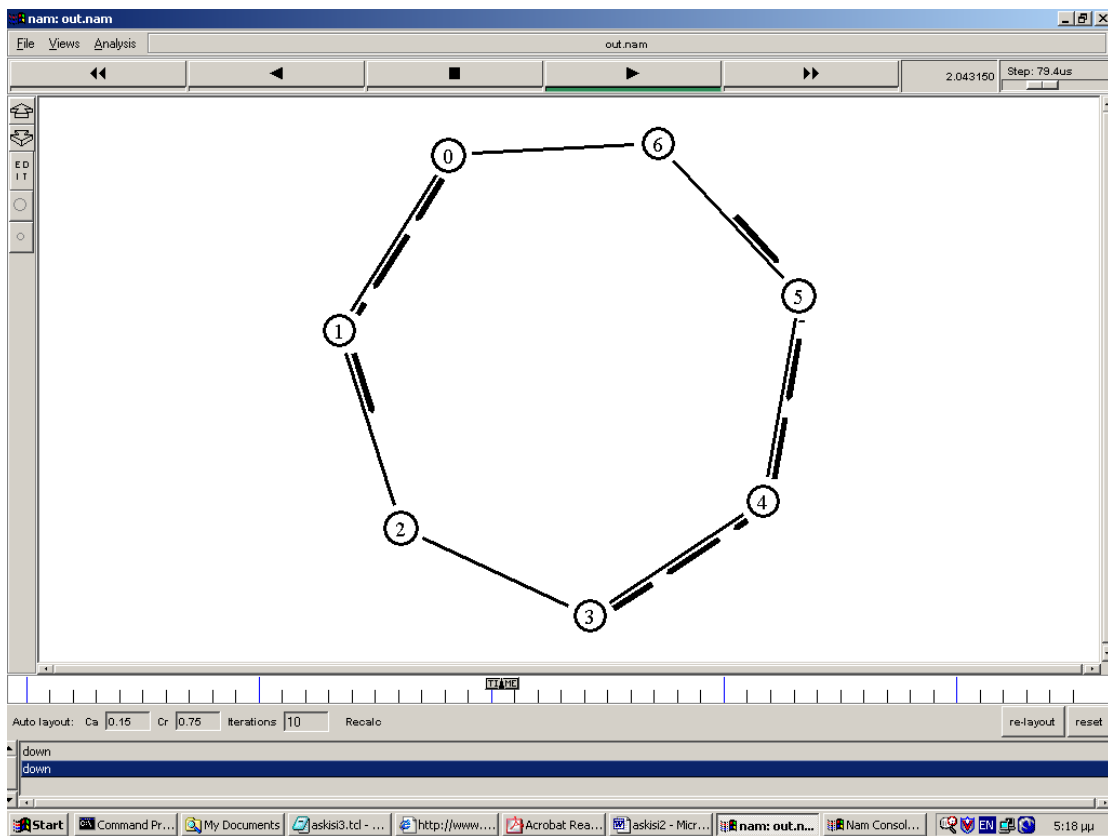 nam: out.nam
File Views Analysis out.nam
2.043150 Step: 79.4us
ED
IT
0
6
5
1
4
2
3
TIME
Auto layout: Ca 0.15 Cr 0.75 Iterations 10 Recalc re-layout reset
down
down
Start Command Pr... My Documents askisi3.tcl - ... http://www.... Acrobat Rea... askisi2 - Micr... nam: out.n... Nam Consol... EN 5:18 μμ